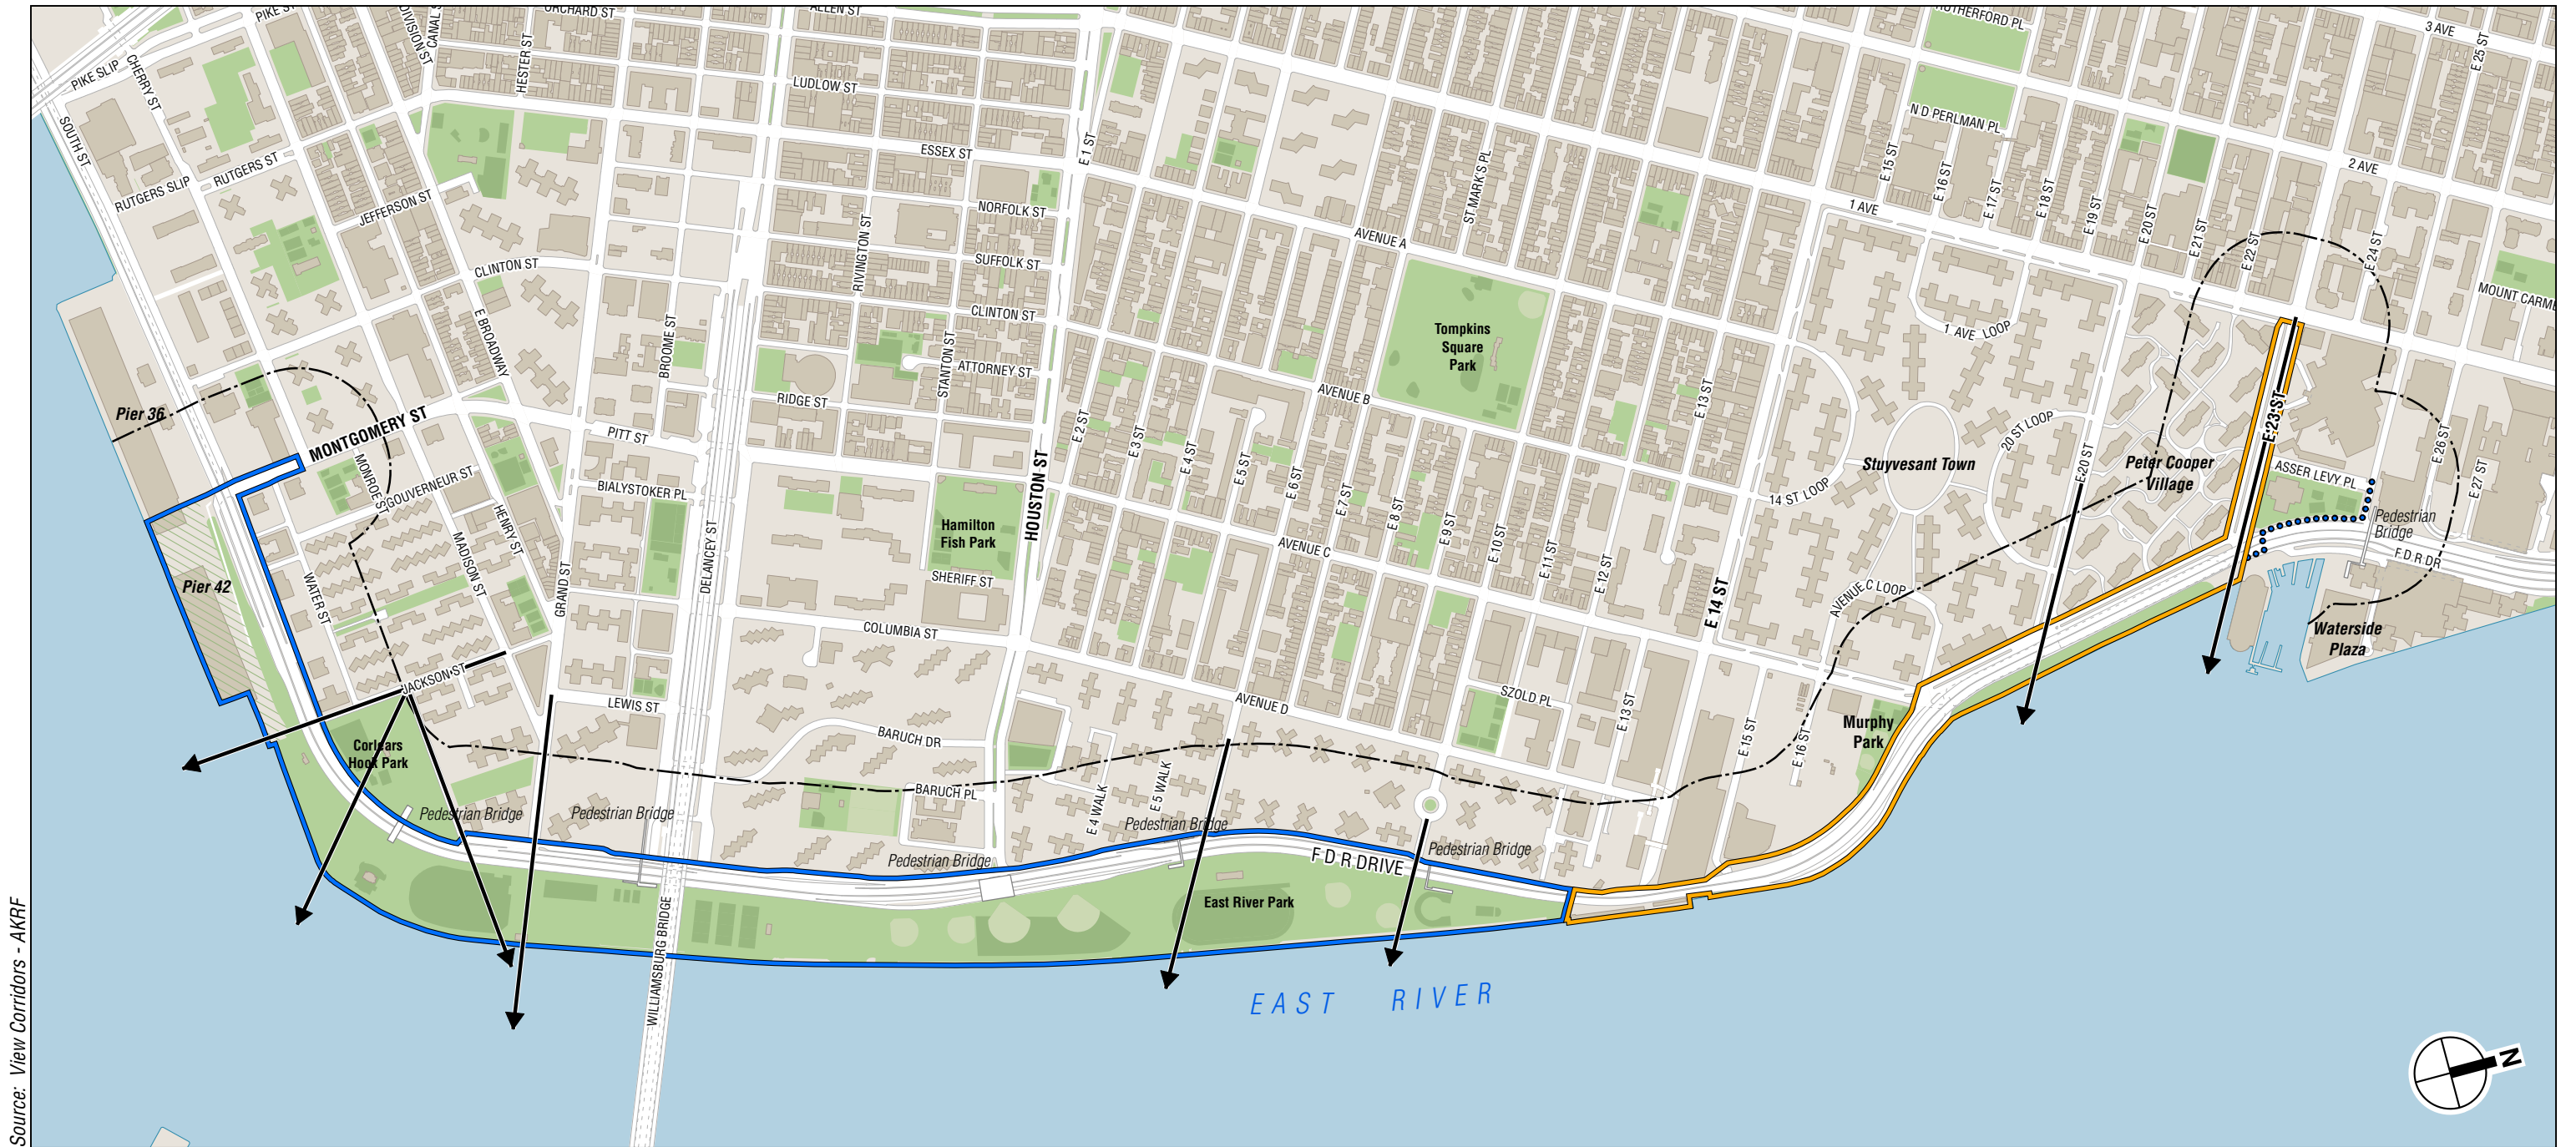 PIKE ST
DIVISION ST
CANAL S
ORCHARD ST
ALLEN ST
RUTHERFORD PL
3 AVE
E 25 ST
PIKE SLIP
CHERRY ST
HESTER ST
LUDLOW ST
SOUTH ST
N D PERLMAN PL
ESSEX ST
E 1 ST
ST MARK'S PL
E 15 ST
E 16 ST
E 17 ST
E 18 ST
E 19 ST
E 20 ST
E 21 ST
E 22 ST
E 24 ST
2 AVE
RUTGERS SLIP
RUTGERS ST
JEFFERSON ST
NORFOLK ST
1 AVE
RIVINGTON ST
AVENUE A
SUFFOLK ST
CLINTON ST
MOUNT CARME
E BROADWAY
BROOME ST
CLINTON ST
Tompkins
Square
Park
1 AVE LOOP
STANTON ST
ATTORNEY ST
Pier 36
MONTGOMERY ST
RIDGE ST
AVENUE B
E 13 ST
E 23 ST
PITT ST
E 2 ST
E 3 ST
E 4 ST
E 5 ST
E 6 ST
E 7 ST
E 8 ST
E 9 ST
E 10 ST
E 11 ST
E 12 ST
20 ST LOOP
E 20 ST
Stuyvesant Town
Peter Cooper
Village
E 26 ST
E 27 ST
ASSER LEVY PL
MONROE ST
GOUVERNEUR ST
BIALYSTOKER PL
HOUSTON ST
14 ST LOOP
Hamilton
Fish Park
HENRY ST
MADISON ST
DELANCEY ST
AVENUE C
Pedestrian
Bridge
F D R DR
Pier 42
WATER ST
GRAND ST
SHERIFF ST
E 14 ST
AVENUE C LOOP
COLUMBIA ST
Waterside
Plaza
JACKSON ST
LEWIS ST
AVENUE D
SZOLD PL
E 13 ST
E 15 ST
E 16 ST
Murphy
Park
Corlears
Hook Park
BARUCH DR
BARUCH PL
E 4 WALK
E 5 WALK
Pedestrian Bridge
Pedestrian Bridge
Pedestrian Bridge
Pedestrian Bridge
Pedestrian Bridge
F D R DRIVE
East River Park
WILLIAMSBURG BRIDGE
EAST RIVER
N
Source: View Corridors - AKRF